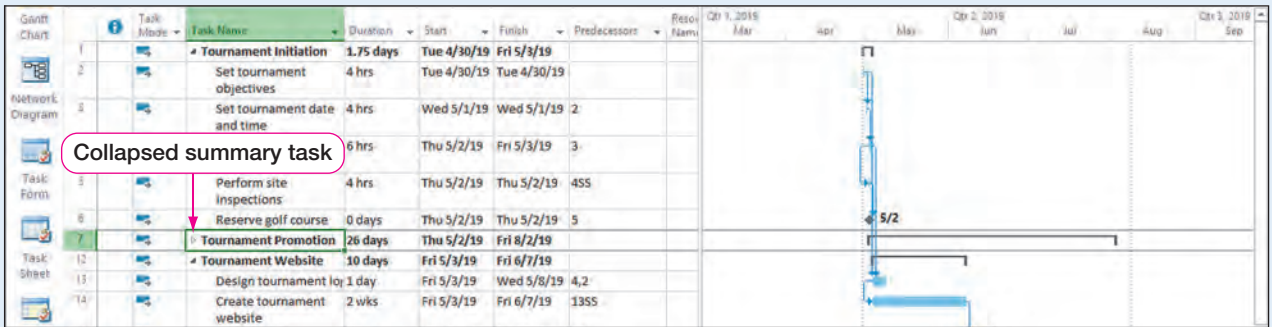 Gantt Chart
Task Mode Task Name Duration Start Finish Predecessors
Qtr 1, 2019 Qtr 2, 2019 Qtr 3, 2019
Mar Apr May Jun Jul Aug Sep
1 Tournament Initiation 1.75 days Tue 4/30/19 Fri 5/3/19
2 Set tournament objectives 4 hrs Tue 4/30/19 Tue 4/30/19
Network Diagram
3 Set tournament date and time 4 hrs Wed 5/1/19 Wed 5/1/19 2
Collapsed summary task
6 hrs Thu 5/2/19 Fri 5/3/19 3
Task Form
5 Perform site inspections 4 hrs Thu 5/2/19 Thu 5/2/19 4SS
6 Reserve golf course 0 days Thu 5/2/19 Thu 5/2/19 5
5/2
7 Tournament Promotion 26 days Thu 5/2/19 Fri 8/2/19
Task Sheet
12 Tournament Website 10 days Fri 5/3/19 Fri 6/7/19
13 Design tournament 1 day Fri 5/3/19 Wed 5/8/19 4,2
14 Create tournament website 2 wks Fri 5/3/19 Fri 6/7/19 13SS